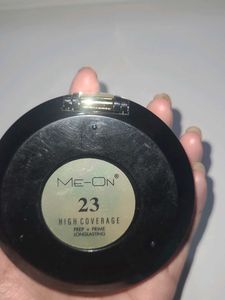 ME-ON®
23
HIGH COVERAGE
PREP + PRIME
LONGLASTING